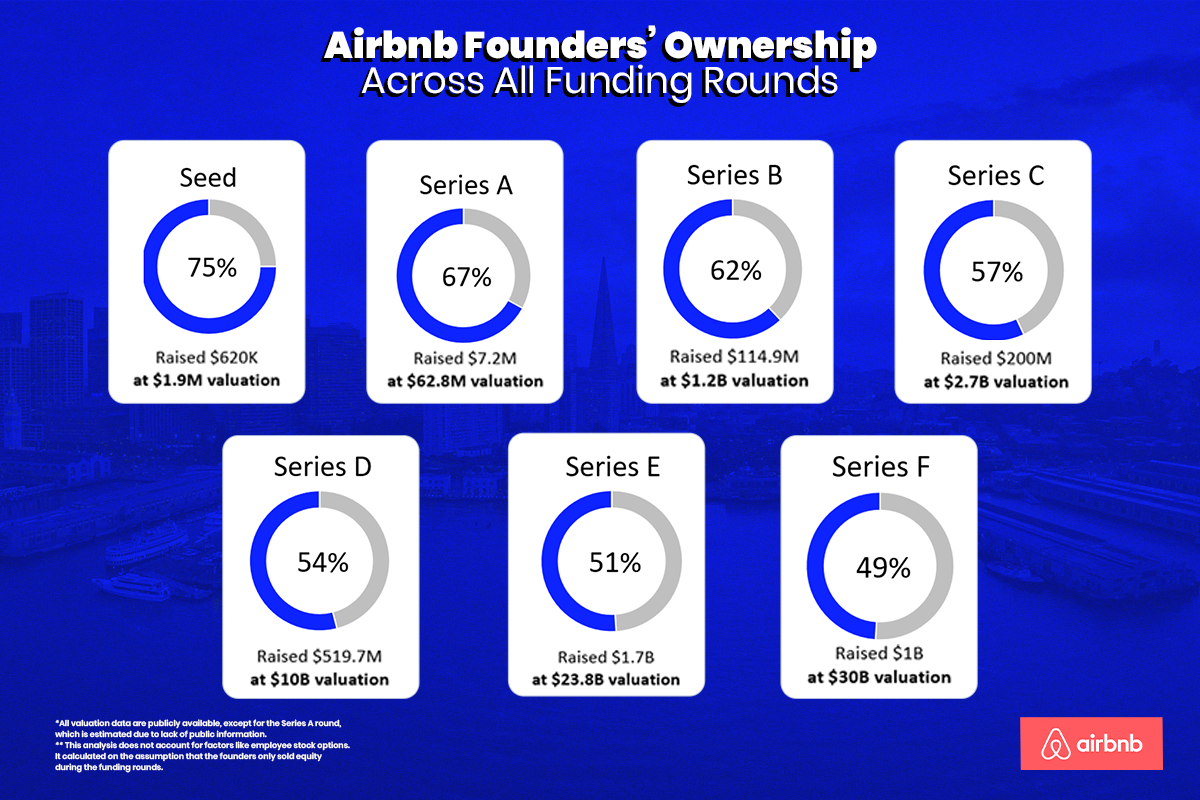 Airbnb Founders’ Ownership
Across All Funding Rounds
Seed
75%
Raised $620K
at $1.9M valuation
Series A
67%
Raised $7.2M
at $62.8M valuation
Series B
62%
Raised $114.9M
at $1.2B valuation
Series C
57%
Raised $200M
at $2.7B valuation
Series D
54%
Raised $519.7M
at $10B valuation
Series E
51%
Raised $1.7B
at $23.8B valuation
Series F
49%
Raised $1B
at $30B valuation
*All valuation data are publicly available, except for the Series A round,
which is estimated due to lack of public information.
** This analysis does not account for factors like employee stock options.
It calculated on the assumption that the founders only sold equity
during the funding rounds.
airbnb